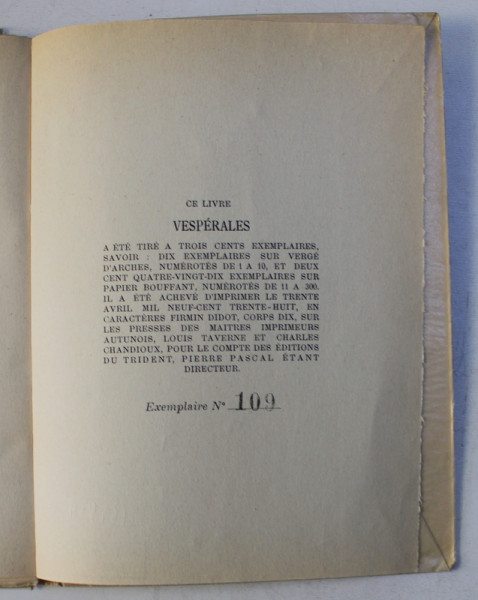 CE LIVRE
VESPÉRALES
A ÉTÉ TIRÉ A TROIS CENTS EXEMPLAIRES,
SAVOIR : DIX EXEMPLAIRES SUR VERGÉ
D'ARCHES, NUMÉROTÉS DE 1 A 10, ET DEUX
CENT QUATRE-VINGT-DIX EXEMPLAIRES SUR
PAPIER BOUFFANT, NUMÉROTÉS DE 11 A 300.
IL A ÉTÉ ACHEVÉ D'IMPRIMER LE TRENTE
AVRIL MIL NEUF-CENT TRENTE-HUIT, EN
CARACTÈRES FIRMIN DIDOT, CORPS DIX, SUR
LES PRESSES DES MAITRES IMPRIMEURS
AUTUNOIS, LOUIS TAVERNE ET CHARLES
CHANDIOUX, POUR LE COMPTE DES ÉDITIONS
DU TRIDENT, PIERRE PASCAL ÉTANT
DIRECTEUR.
Exemplaire N° 109